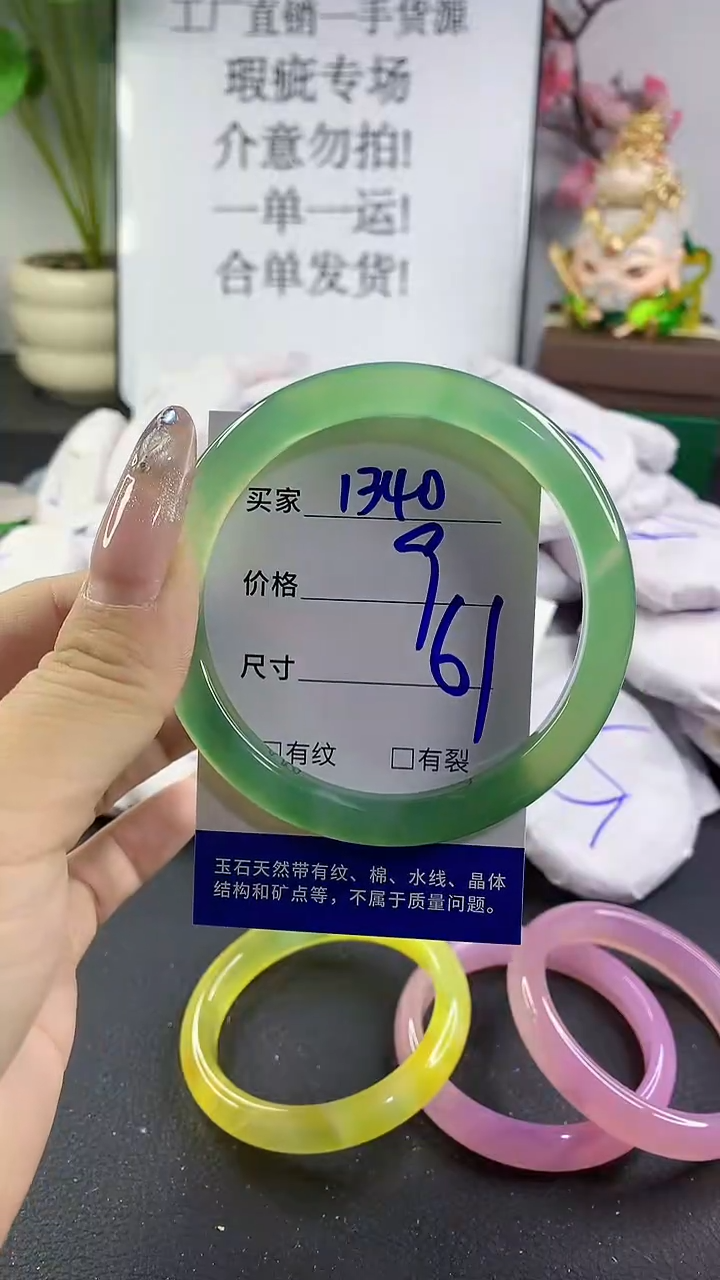 工厂直销一手货源
瑕疵专场
介意勿拍!
一单一运!
合单发货!
买家 1340
价格 9
尺寸 61
□有纹 □有裂
玉石天然带有纹、棉、水线、晶体
结构和矿点等，不属于质量问题。